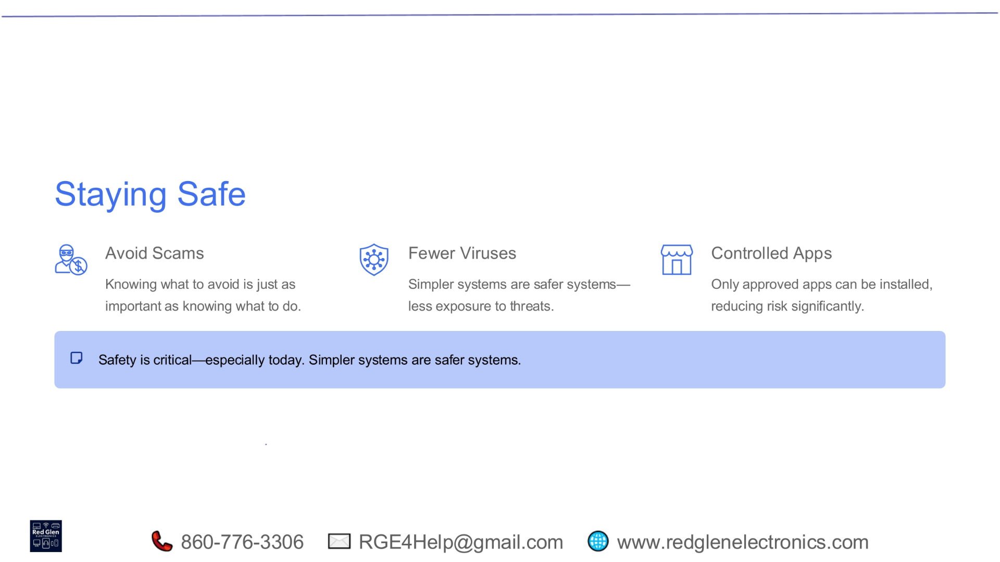 Staying Safe
Avoid Scams
Knowing what to avoid is just as
important as knowing what to do.
Fewer Viruses
Simpler systems are safer systems—
less exposure to threats.
Controlled Apps
Only approved apps can be installed,
reducing risk significantly.
Safety is critical—especially today. Simpler systems are safer systems.
.
Red Glen
ELECTRONICS
860-776-3306
RGE4Help@gmail.com
www.redglenelectronics.com